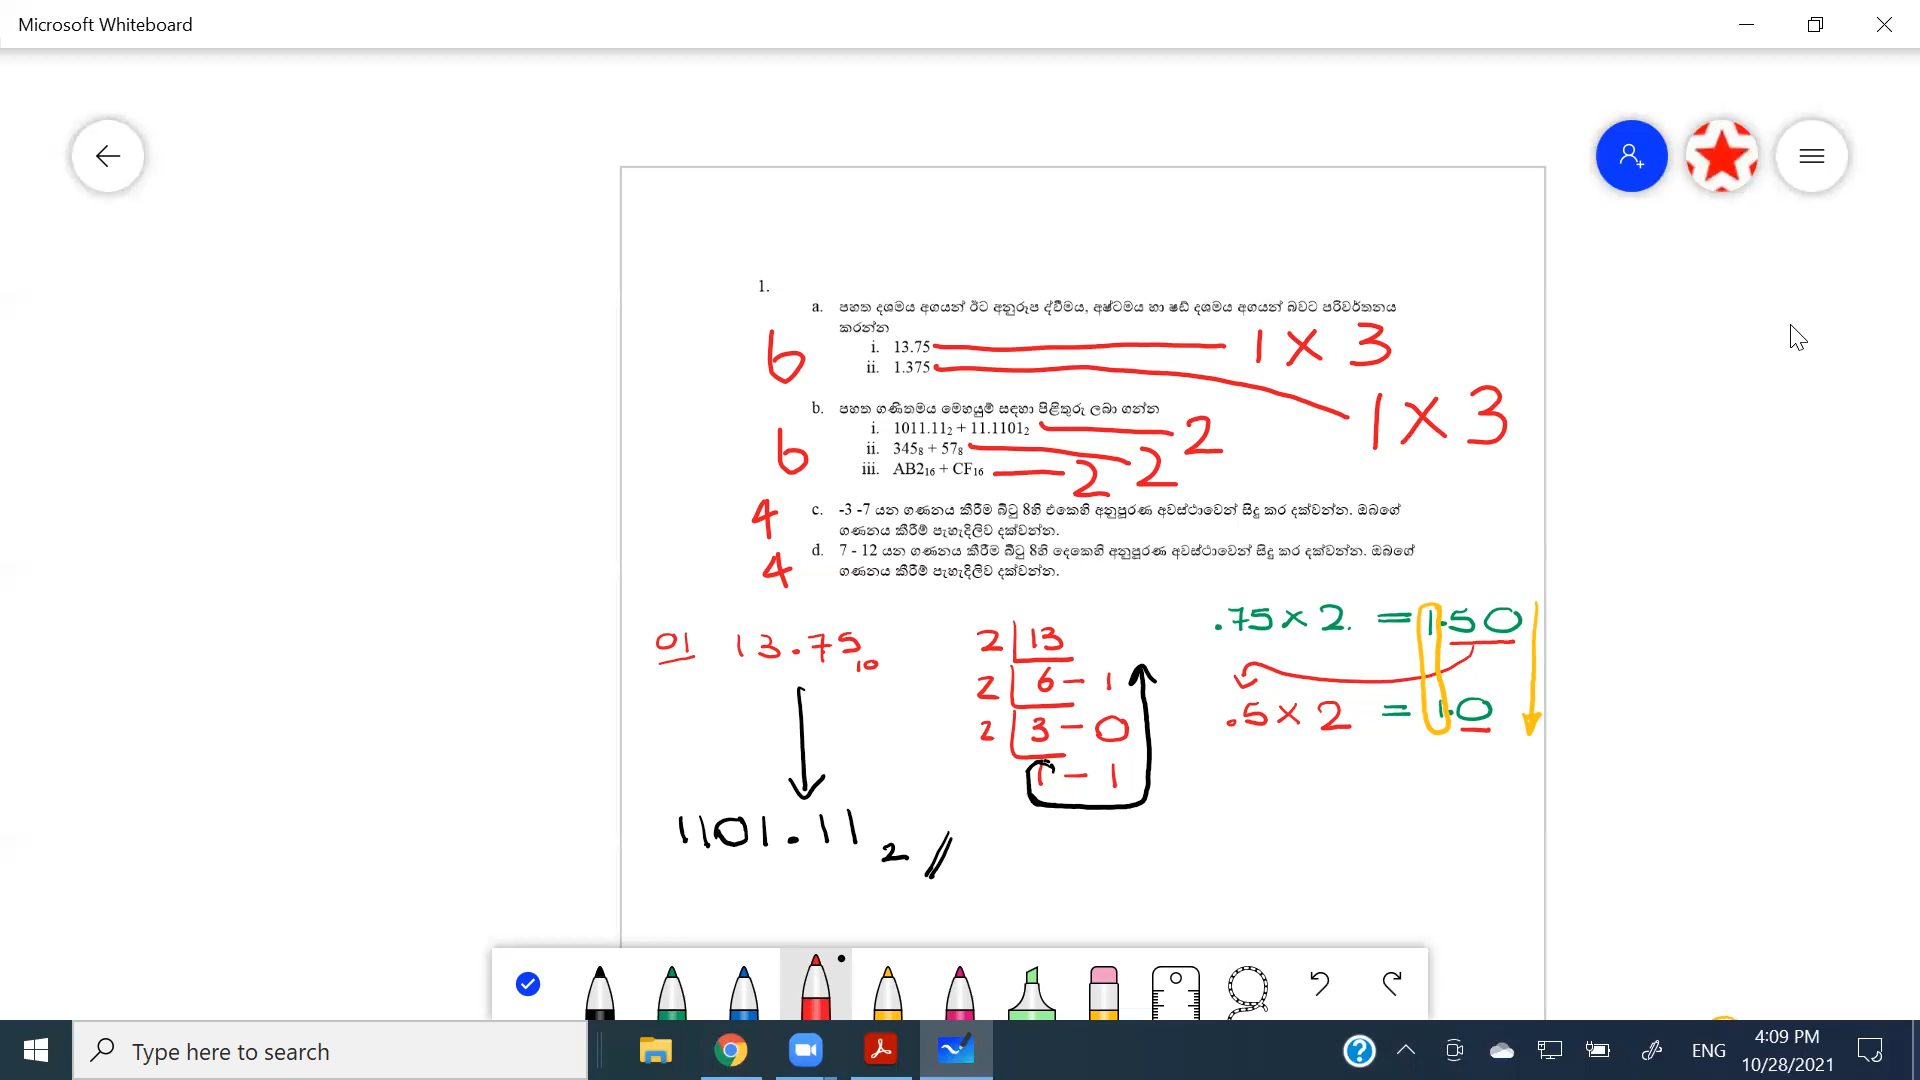 Microsoft Whiteboard
1.
a. පහත දශමය අගයන් ඊට අනුරූප ද්වීමය, අෂ්ටමය හා ෂඩ් දශමය අගයන් බවට පරිවර්තනය
කරන්න
6
i. 13.75 1 x 3
ii. 1.375 1 x 3
b. පහත ගණිතමය මෙහයුම් සඳහා පිළිතුරු ලබා ගන්න
6
i. 1011.11₂ + 11.1101₂ 2
ii. 345₈ + 57₈ 2
iii. AB2₁₆ + CF₁₆ 2
4 c. -3 -7 යන ගණනය කිරීම බිටු 8හි එකෙහි අනුපූරණ අවස්ථාවෙන් සිදු කර දක්වන්න. ඔබගේ
ගණනය කිරීම් පැහැදිලිව දක්වන්න.
4 d. 7 - 12 යන ගණනය කිරීම බිටු 8හි දෙකෙහි අනුපූරණ අවස්ථාවෙන් සිදු කර දක්වන්න. ඔබගේ
ගණනය කිරීම් පැහැදිලිව දක්වන්න.
01 13.75₁₀
1101.11₂
2 13
2 6 - 1
2 3 - 0
1 - 1
.75 x 2. = 1.50
.5 x 2 = 1.0
Type here to search
ENG
4:09 PM
10/28/2021